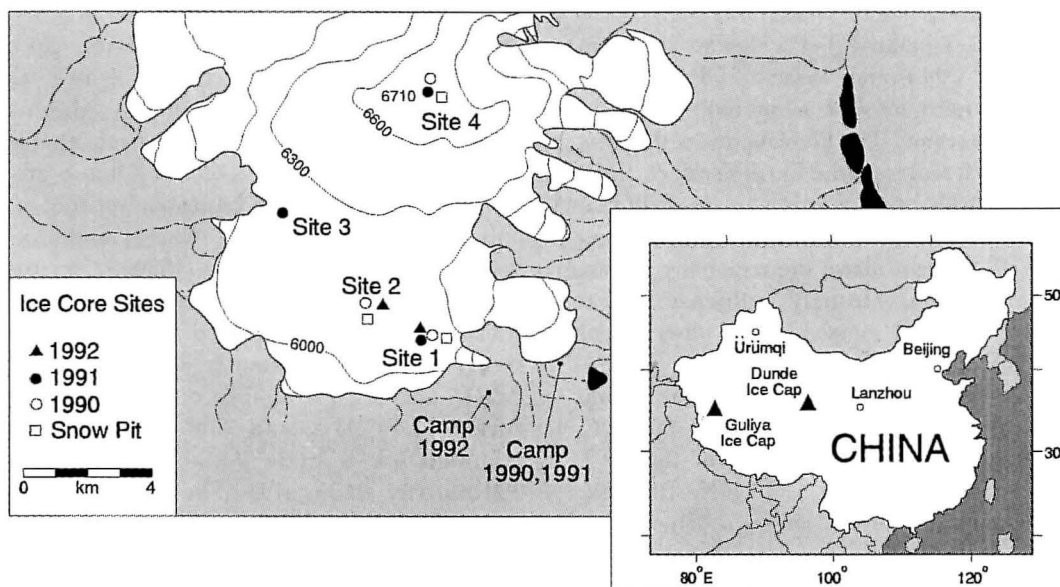 6710
Site 4
6600
6300
Site 3
Site 2
6000
Site 1
Camp
1992
Camp
1990,1991
Ice Core Sites
1992
1991
1990
Snow Pit
0
km
4
Ürümqi
Beijing
Dunde
Ice Cap
Lanzhou
Guliya
Ice Cap
CHINA
50
40
30
80°E
100°
120°